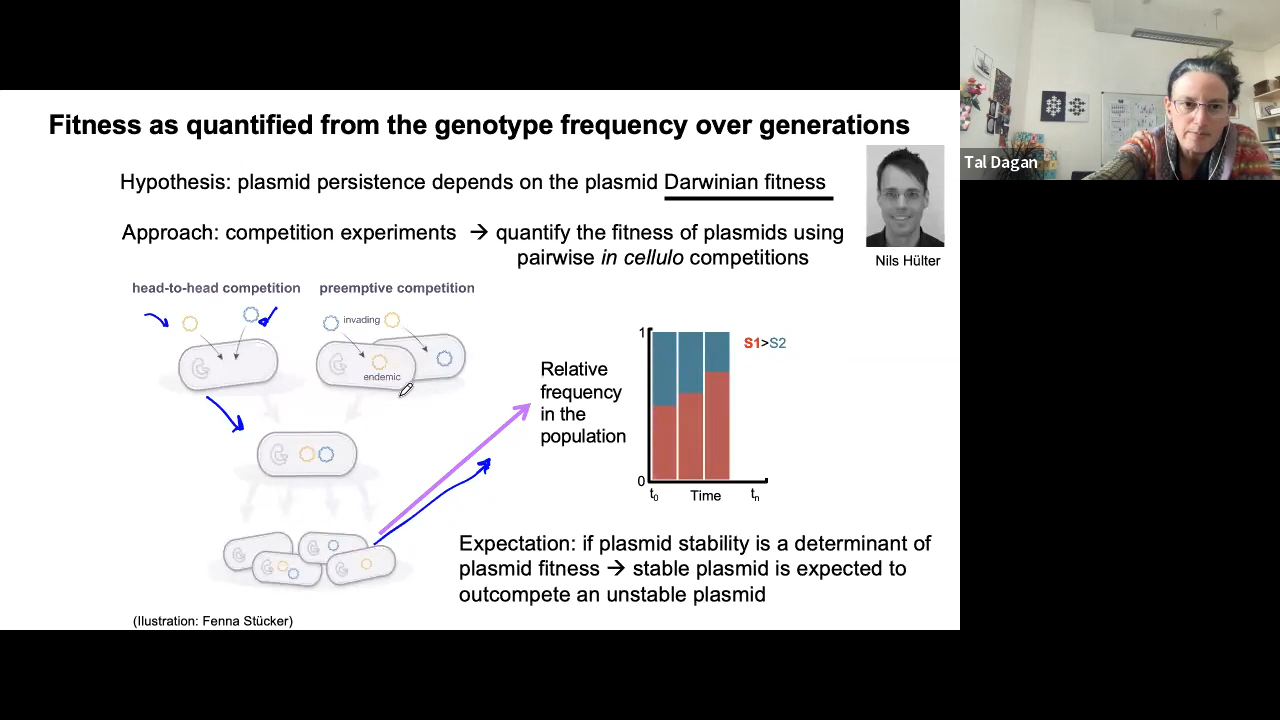 Fitness as quantified from the genotype frequency over generations
Tal Dagan
Hypothesis: plasmid persistence depends on the plasmid Darwinian fitness
Approach: competition experiments → quantify the fitness of plasmids using
pairwise in cellulo competitions
Nils Hülter
head-to-head competition
preemptive competition
invading
endemic
Relative
frequency
in the
population
1
0
S1>S2
t0
Time
tn
Expectation: if plasmid stability is a determinant of
plasmid fitness → stable plasmid is expected to
outcompete an unstable plasmid
(Ilustration: Fenna Stücker)